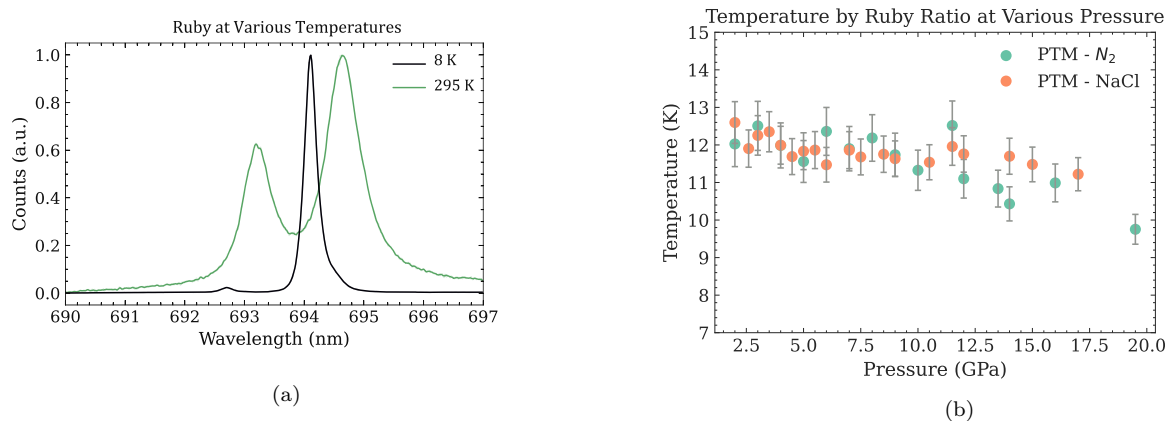 Ruby at Various Temperatures
8 K
295 K
Counts (a.u.)
1.0
0.8
0.6
0.4
0.2
0.0
690 691 692 693 694 695 696 697
Wavelength (nm)
(a)
Temperature by Ruby Ratio at Various Pressure
PTM - N₂
PTM - NaCl
Temperature (K)
15
14
13
12
11
10
9
8
7
2.5 5.0 7.5 10.0 12.5 15.0 17.5 20.0
Pressure (GPa)
(b)